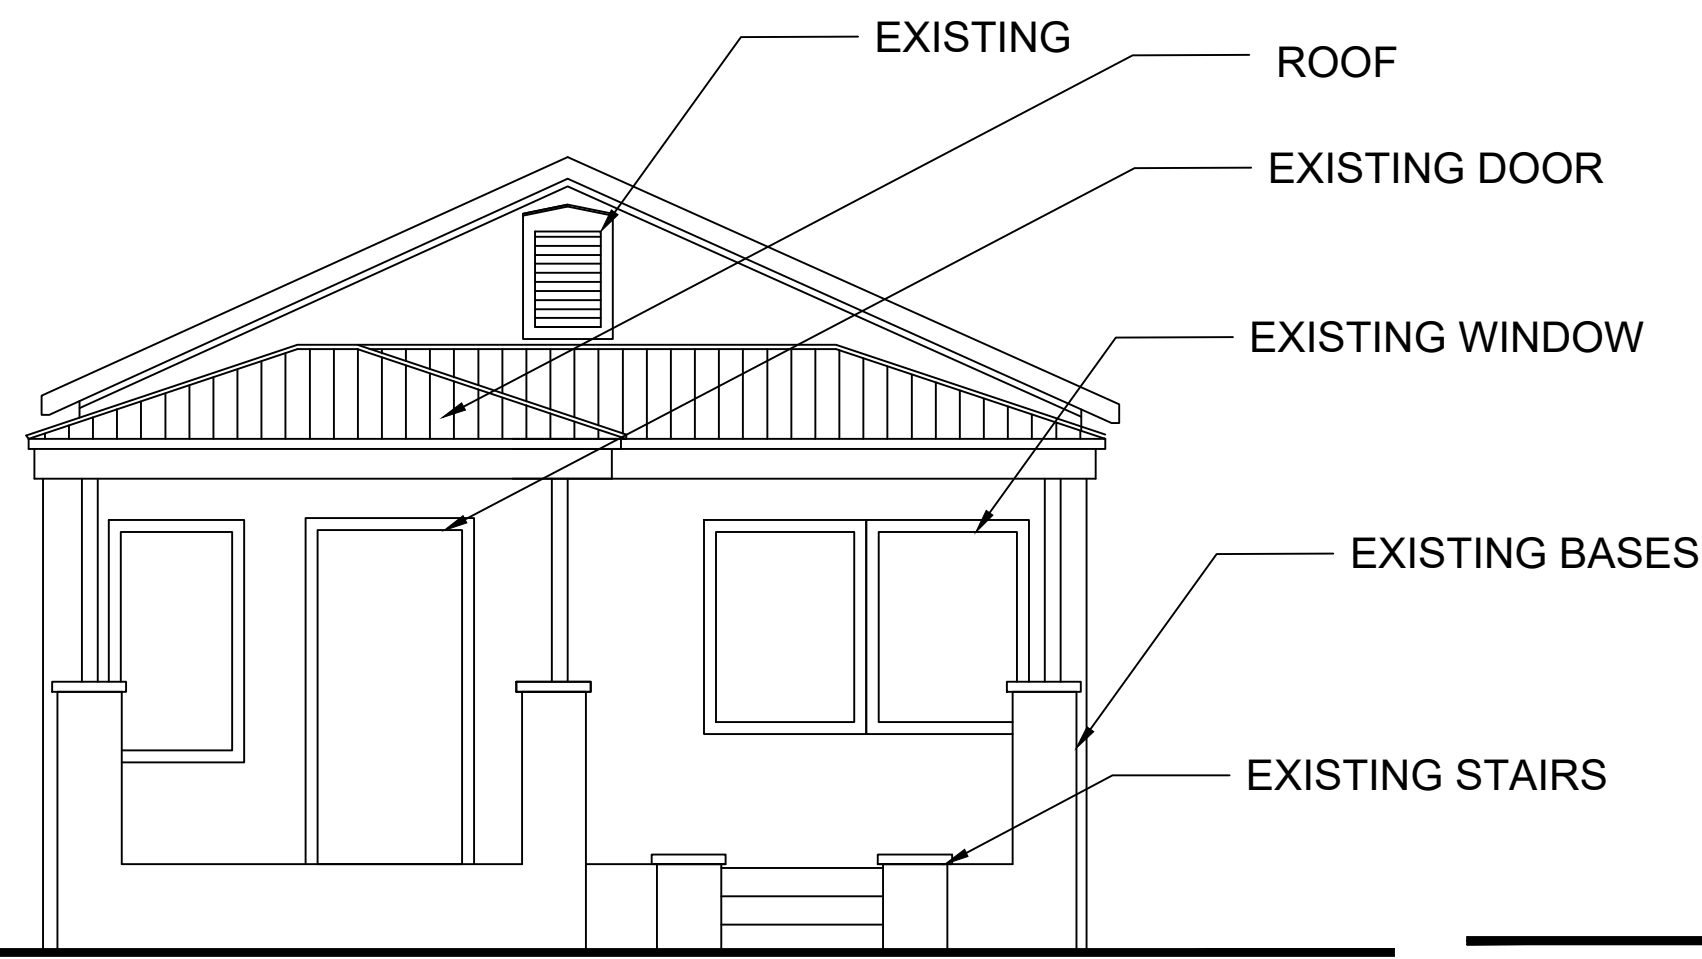 EXISTING
ROOF
EXISTING DOOR
EXISTING WINDOW
EXISTING BASES
EXISTING STAIRS